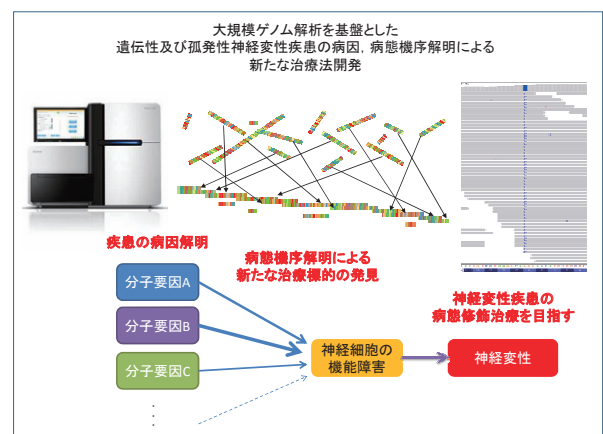 大規模ゲノム解析を基盤とした
遺伝性及び孤発性神経変性疾患の病因，病態機序解明による
新たな治療法開発
疾患の病因解明
病態機序解明による
新たな治療標的の発見
神経変性疾患の
病態修飾治療を目指す
分子要因A
分子要因B
分子要因C
神経細胞の
機能障害
神経変性